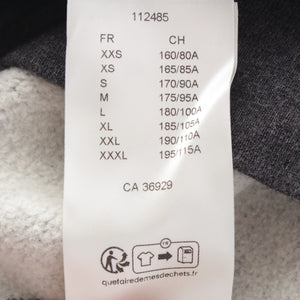 112485
FR CH
XXS 160/80A
XS 165/85A
S 170/90A
M 175/95A
L 180/100A
XL 185/105A
XXL 190/110A
XXXL 195/115A
CA 36929
FR
quefairedemesdechets.fr